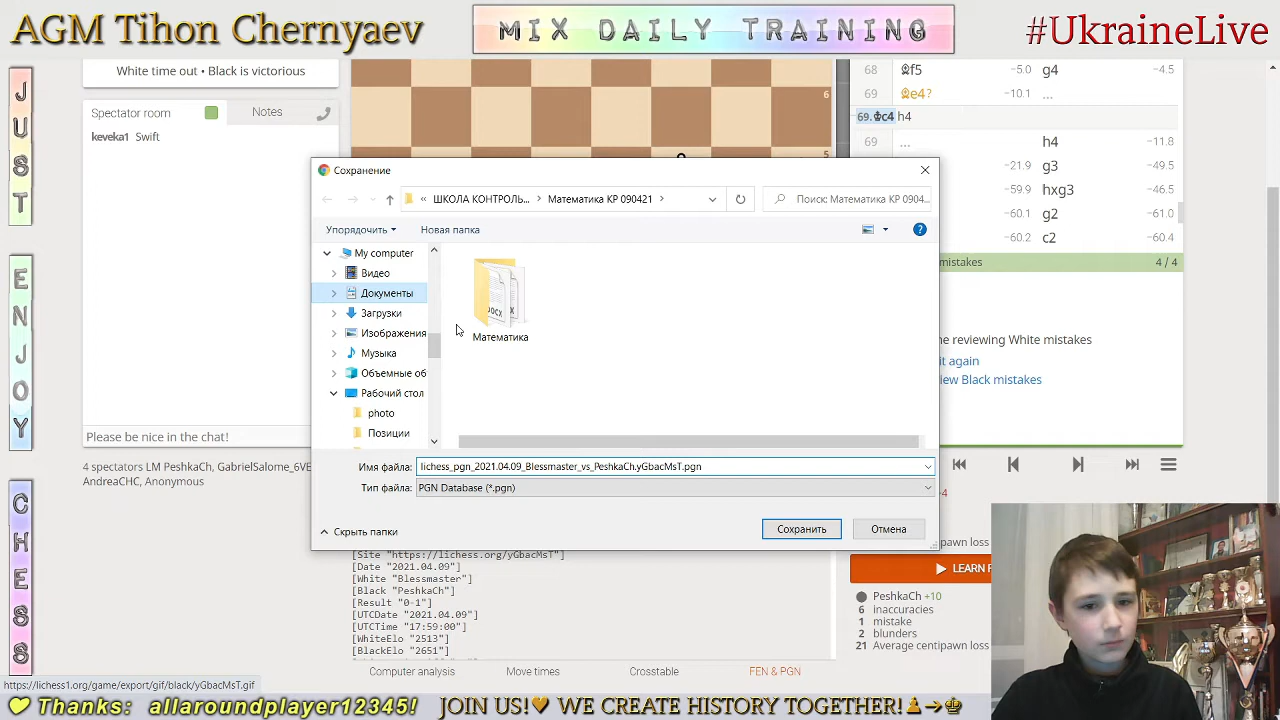 AGM Tihon Chernyaev
MIX DAILY TRAINING
#UkraineLive
JUST
ENJOY
CHESS
White time out • Black is victorious
Spectator room
Notes
keveka1 Swift
Please be nice in the chat!
4 spectators LM PeshkaCh, GabrielSalome_6VE
AndreaCHC, Anonymous
6
5
68 ♗f5 -5.0 g4 -4.5
69 ♗e4? -10.1 ...
69.♔c4 h4
69 ... h4 -11.8
-21.9 g3 -49.5
-59.9 hxg3 -46.5
-60.1 g2 -61.0
-60.2 c2 -60.4
mistakes 4 / 4
ne reviewing White mistakes
it again
iew Black mistakes
Сохранение
« ШКОЛА КОНТРОЛЬ... > Математика КР 090421 >
Поиск: Математика КР 0904...
Упорядочить
Новая папка
My computer
Видео
Документы
Загрузки
Изображения
Музыка
Объемные об
Рабочий стол
photo
Позиции
DOCX
Математика
Имя файла: lichess_pgn_2021.04.09_Blessmaster_vs_PeshkaCh.yGbacMsT.pgn
Тип файла: PGN Database (*.pgn)
Скрыть папки
Сохранить
Отмена
-4
pawn loss
LEARN F
PeshkaCh +10
6 inaccuracies
1 mistake
2 blunders
21 Average centipawn loss
[Site "https://lichess.org/yGbacMsT"]
[Date "2021.04.09"]
[White "Blessmaster"]
[Black "PeshkaCh"]
[Result "0-1"]
[UTCDate "2021.04.09"]
[UTCTime "17:59:00"]
[WhiteElo "2513"]
[BlackElo "2651"]
Computer analysis
Move times
Crosstable
FEN & PGN
https://lichess1.org/game/export/gif/black/yGbacMsT.gif
Thanks: allaroundplayer12345!
JOIN US! WE CREATE HISTORY TOGETHER!